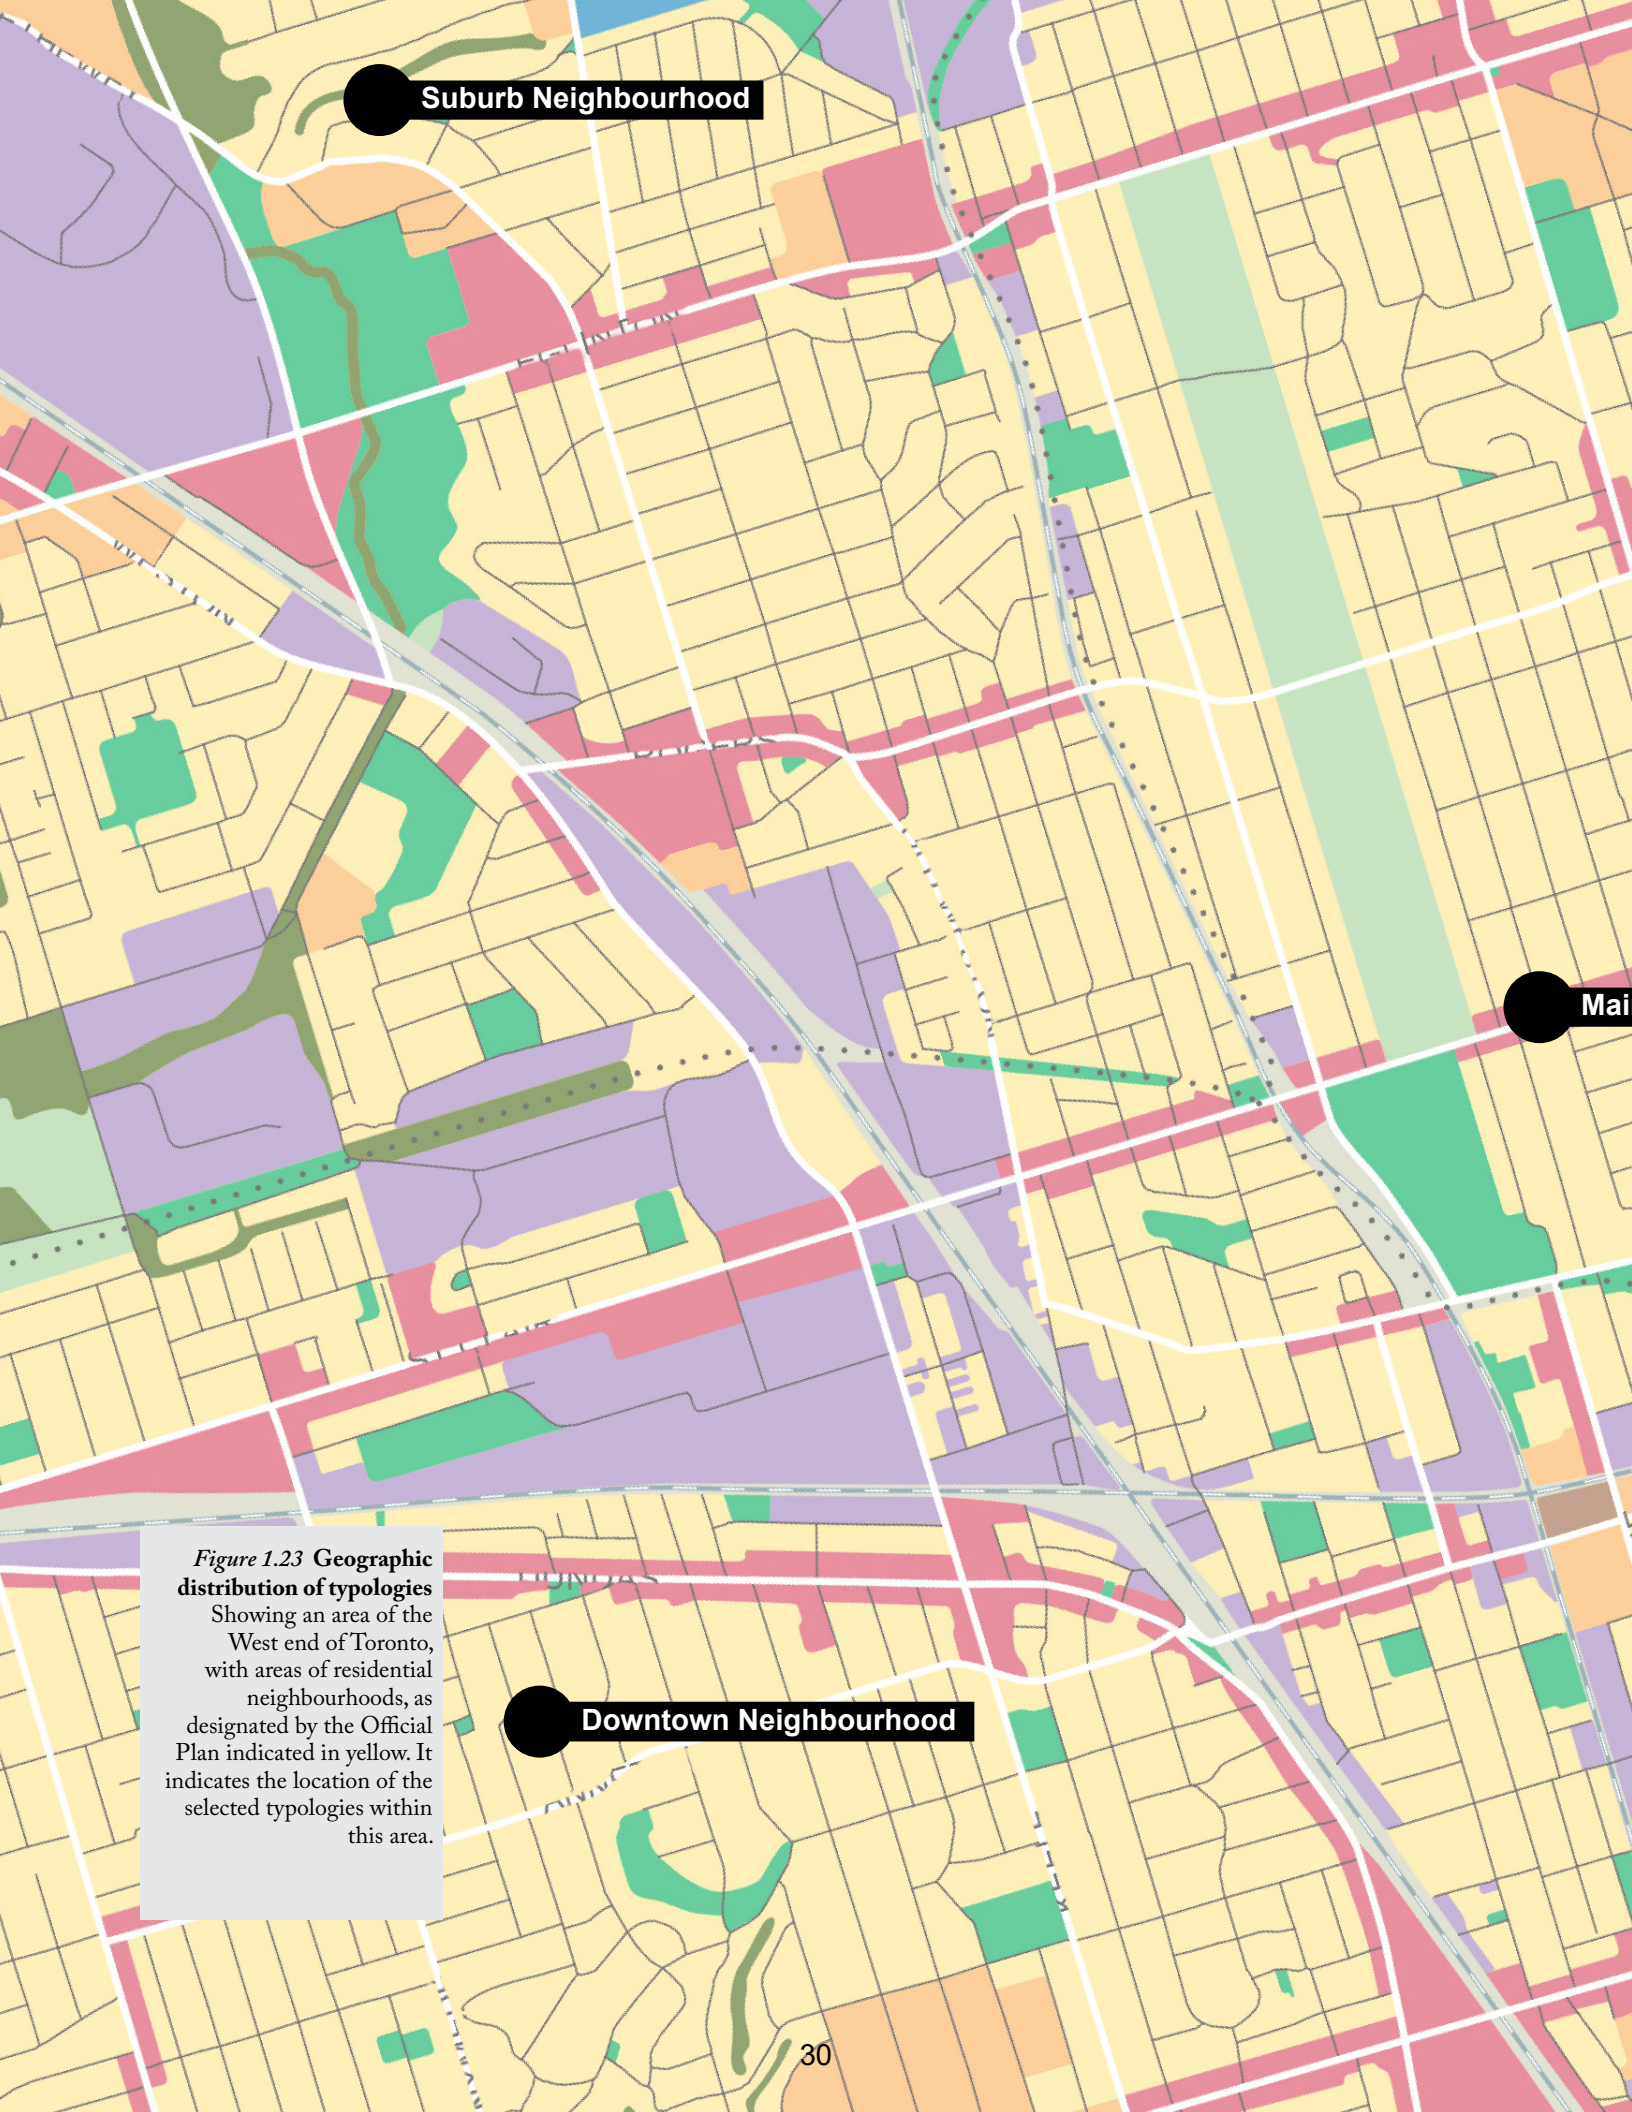 Suburb Neighbourhood
Mai
Figure 1.23 Geographic
distribution of typologies
Showing an area of the
West end of Toronto,
with areas of residential
neighbourhoods, as
designated by the Official
Plan indicated in yellow. It
indicates the location of the
selected typologies within
this area.
Downtown Neighbourhood
30